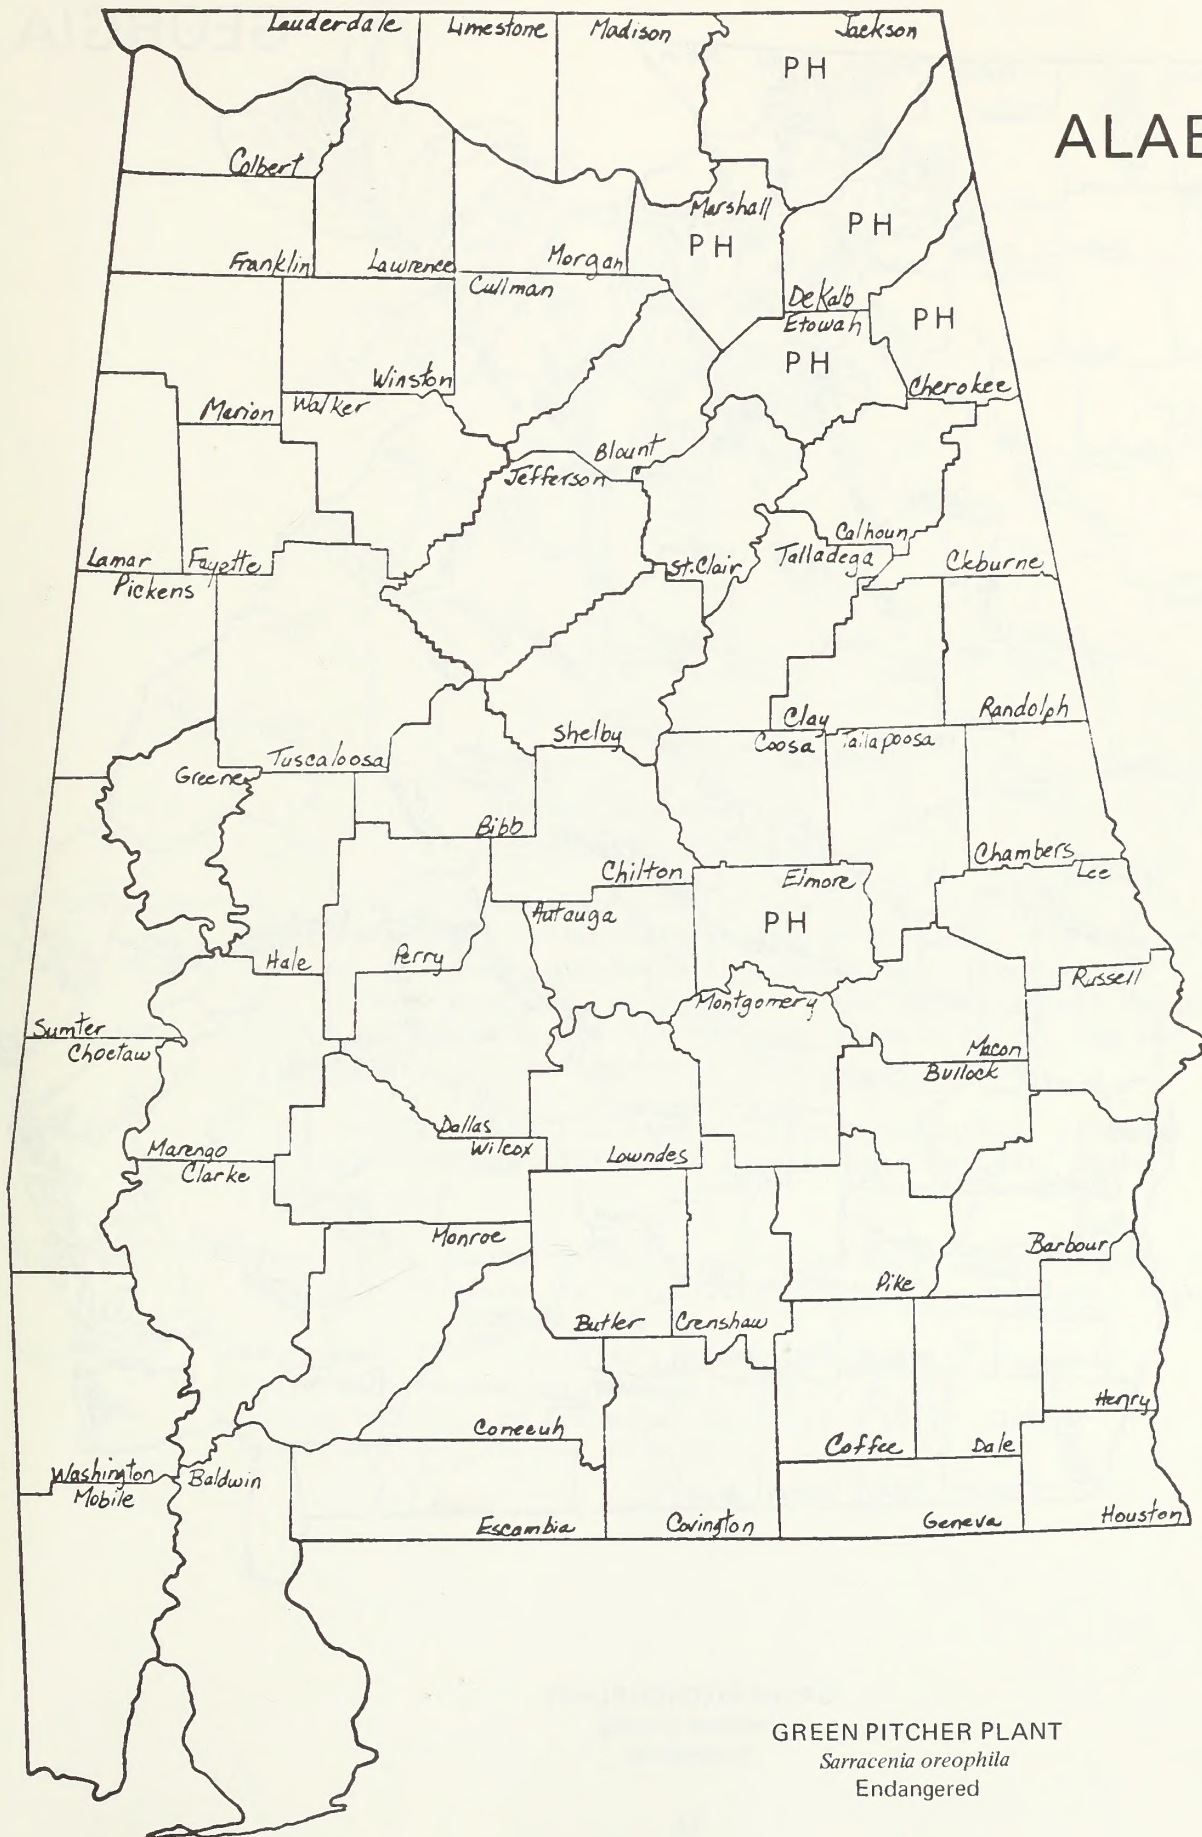 Lauderdale Limestone Madison Jackson
PH
ALAB
Colbert
Marshall
PH
PH
Franklin Lawrence Morgan
Cullman
DeKalb
Etowah
PH
PH
Winston
Cherokee
Marion Walker
Blount
Jefferson
Calhoun
Lamar Fayette St. Clair Talladega Cleburne
Pickens
Clay Randolph
Shelby Coosa Tallapoosa
Tuscaloosa
Greene
Bibb
Chambers
Chilton Elmore Lee
Autauga
PH
Hale Perry
Russell
Montgomery
Sumter
Choctaw
Macon
Bullock
Dallas
Marengo Wilcox Lowndes
Clarke
Monroe
Barbour
Pike
Butler Crenshaw
Henry
Conecuh
Coffee Dale
Washington Baldwin
Mobile
Escambia Covington Geneva Houston
GREEN PITCHER PLANT
Sarracenia oreophila
Endangered